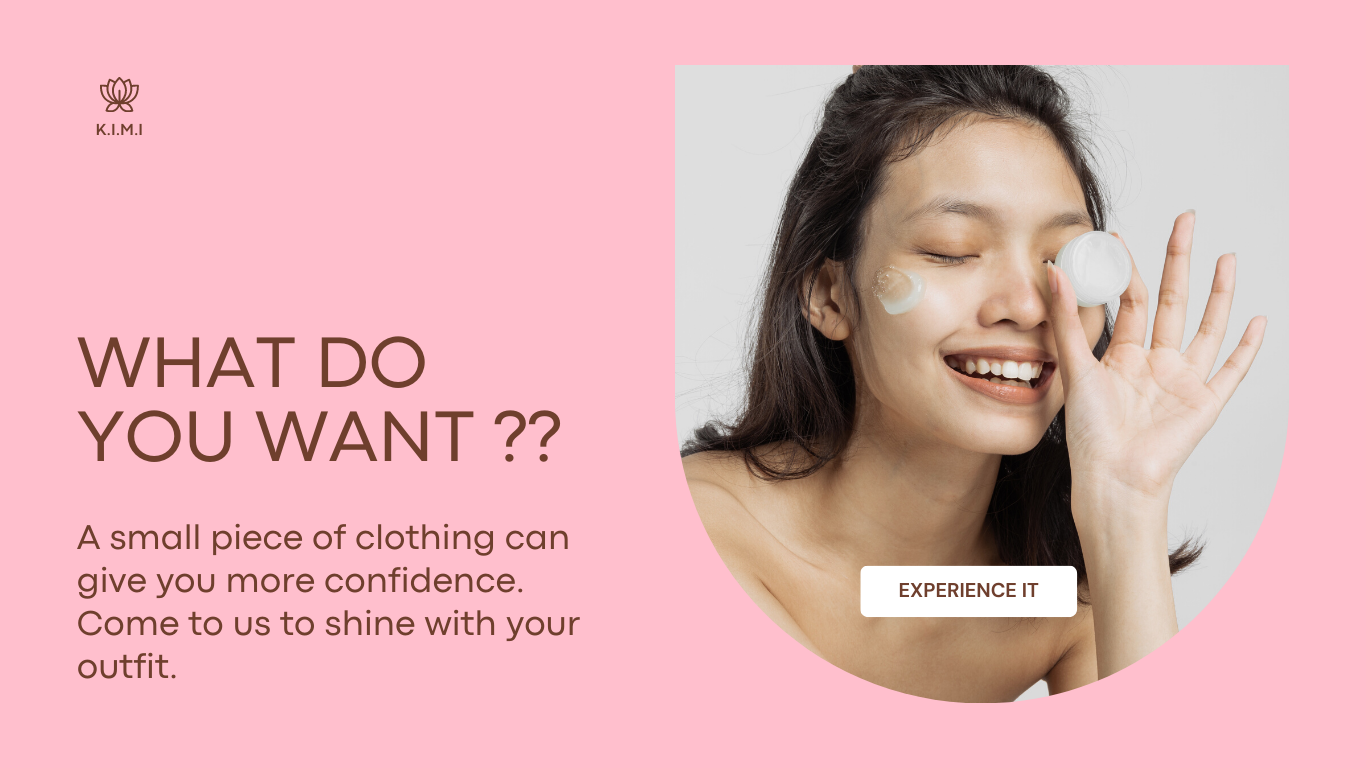 K.I.M.I
WHAT DO
YOU WANT ??
A small piece of clothing can
give you more confidence.
Come to us to shine with your
outfit.
EXPERIENCE IT